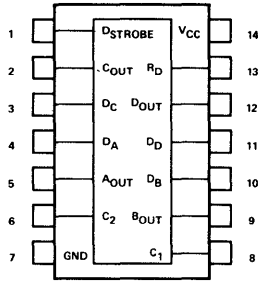 1 DSTROBE VCC 14
2 COUT RD 13
3 DC DOUT 12
4 DA DD 11
5 AOUT DB 10
6 C2 BOUT 9
7 GND C1 8